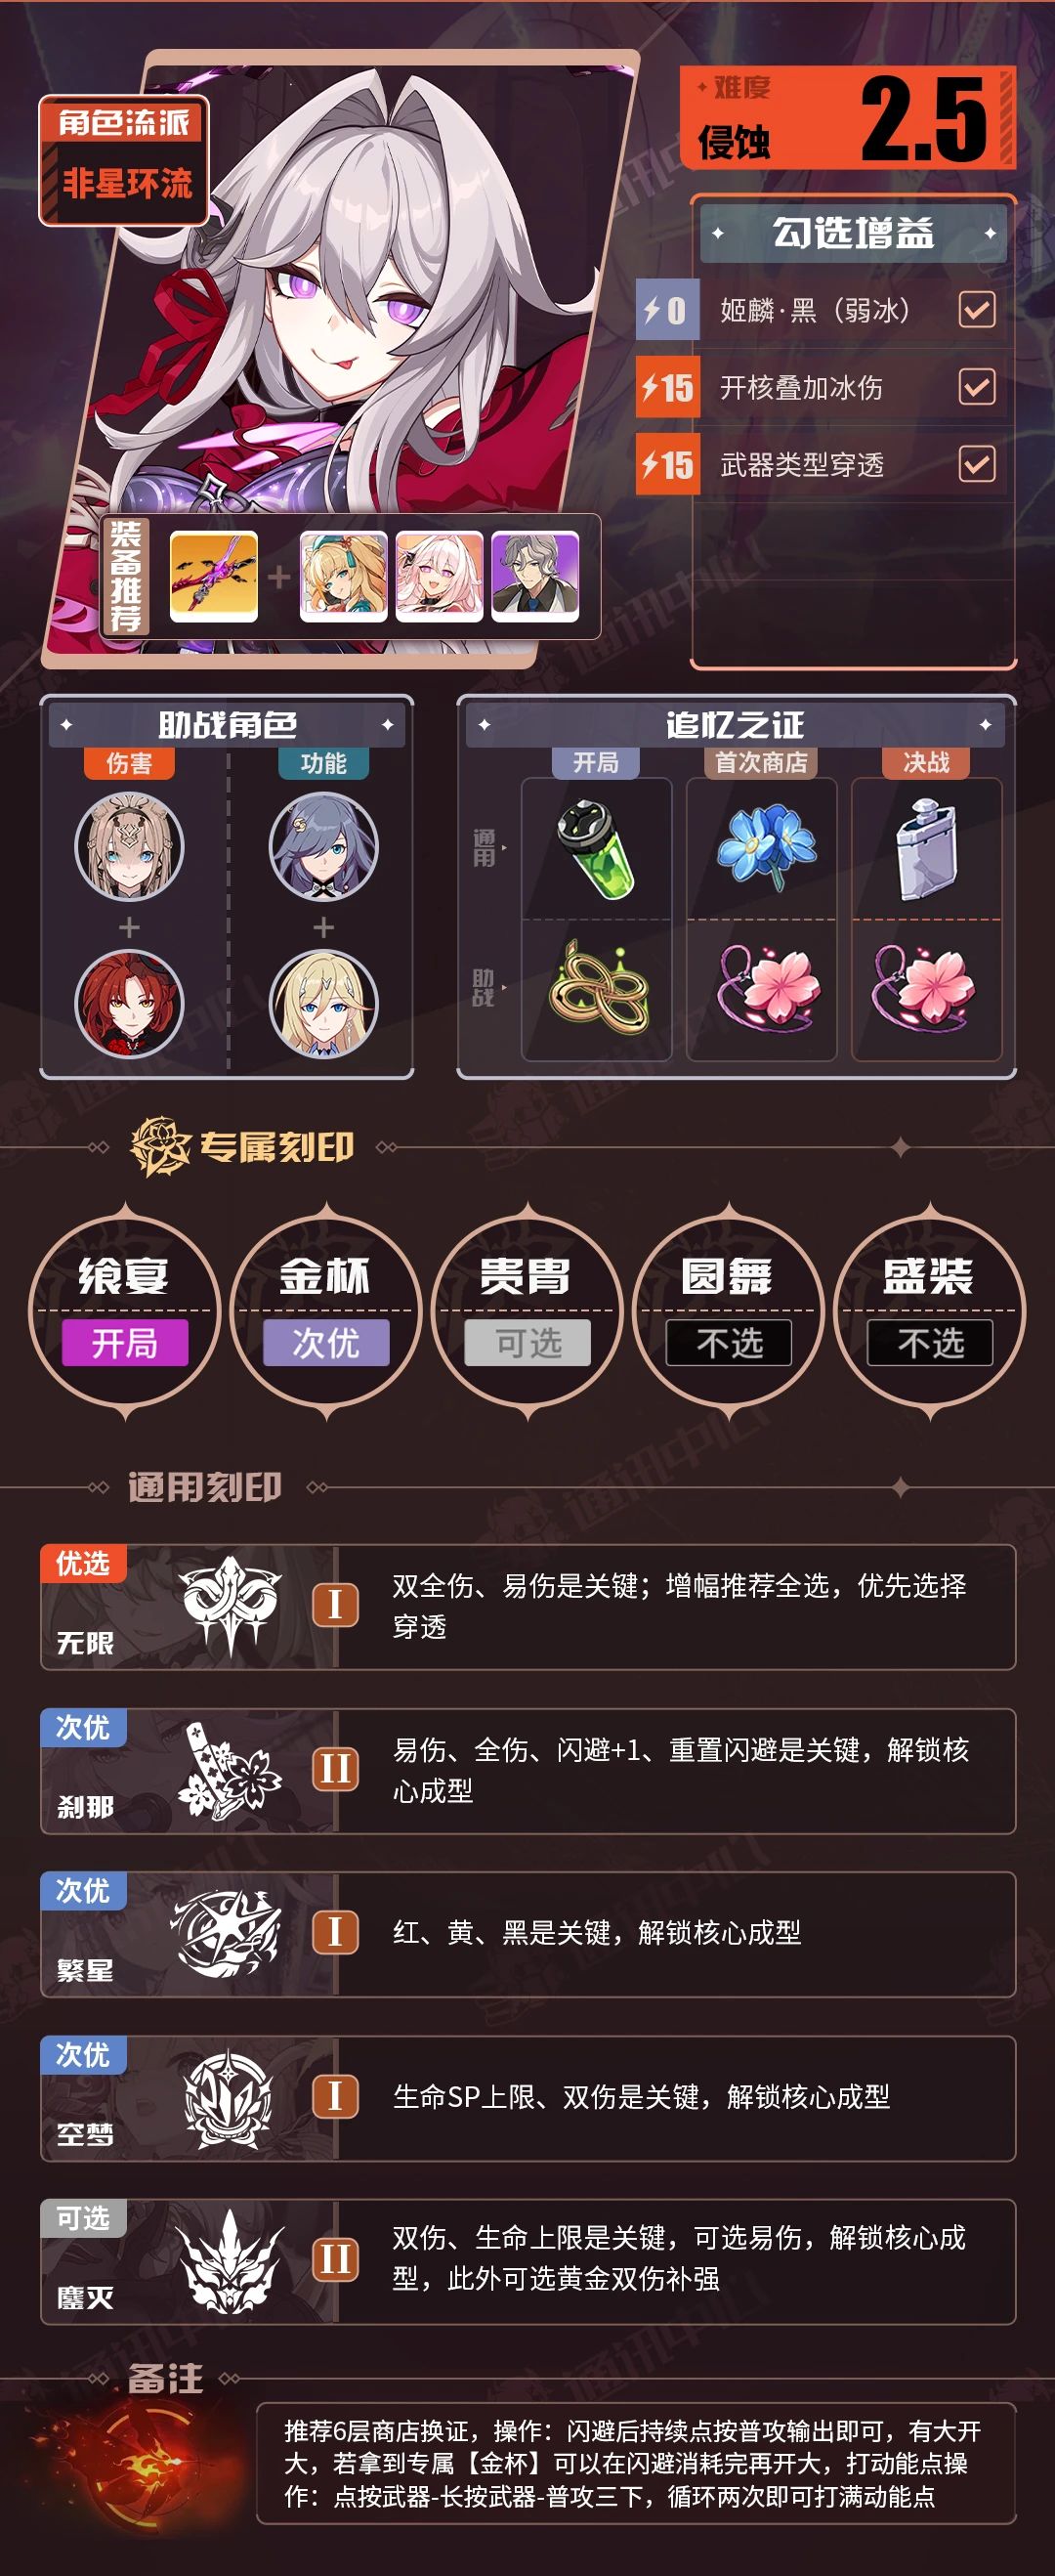 角色流派
非星环流
难度
侵蚀
2.5
勾选增益
0
姬麟·黑（弱冰）
15
开核叠加冰伤
15
武器类型穿透
装备推荐
+
助战角色
伤害
功能
+
+
追忆之证
开局
首次商店
决战
通用
助战
专属刻印
飨宴
开局
金杯
次优
贵胄
可选
圆舞
不选
盛装
不选
通用刻印
优选
无限
I
双全伤、易伤是关键；增幅推荐全选，优先选择
穿透
次优
刹那
II
易伤、全伤、闪避+1、重置闪避是关键，解锁核
心成型
次优
繁星
I
红、黄、黑是关键，解锁核心成型
次优
空梦
I
生命SP上限、双伤是关键，解锁核心成型
可选
鏖灭
II
双伤、生命上限是关键，可选易伤，解锁核心成
型，此外可选黄金双伤补强
备注
推荐6层商店换证，操作：闪避后持续点按普攻输出即可，有大开
大，若拿到专属【金杯】可以在闪避消耗完再开大，打动能点操
作：点按武器-长按武器-普攻三下，循环两次即可打满动能点
通讯中心